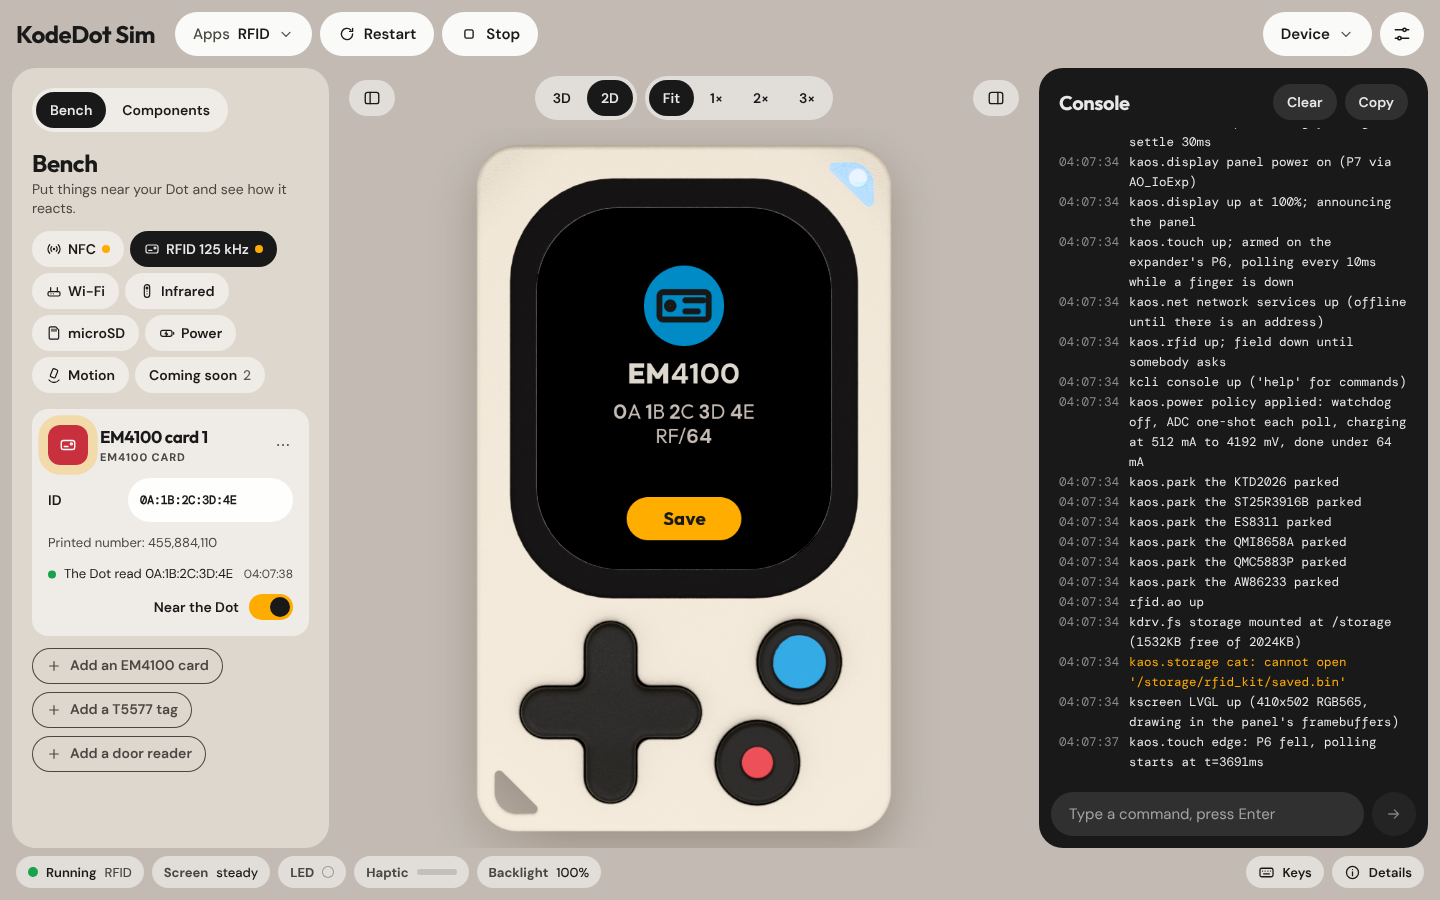 KodeDot Sim
Apps RFID
Restart
Stop
Device
Bench
Components
Bench
Put things near your Dot and see how it
reacts.
NFC
RFID 125 kHz
Wi-Fi
Infrared
microSD
Power
Motion
Coming soon 2
EM4100 card 1
EM4100 CARD
ID
0A:1B:2C:3D:4E
Printed number: 455,884,110
The Dot read 0A:1B:2C:3D:4E 04:07:38
Near the Dot
Add an EM4100 card
Add a T5577 tag
Add a door reader
3D
2D
Fit
1×
2×
3×
EM4100
0A 1B 2C 3D 4E
RF/64
Save
Console
Clear
Copy
settle 30ms
04:07:34 kaos.display panel power on (P7 via
AO_IoExp)
04:07:34 kaos.display up at 100%; announcing
the panel
04:07:34 kaos.touch up; armed on the
expander's P6, polling every 10ms
while a finger is down
04:07:34 kaos.net network services up (offline
until there is an address)
04:07:34 kaos.rfid up; field down until
somebody asks
04:07:34 kcli console up ('help' for commands)
04:07:34 kaos.power policy applied: watchdog
off, ADC one-shot each poll, charging
at 512 mA to 4192 mV, done under 64
mA
04:07:34 kaos.park the KTD2026 parked
04:07:34 kaos.park the ST25R3916B parked
04:07:34 kaos.park the ES8311 parked
04:07:34 kaos.park the QMI8658A parked
04:07:34 kaos.park the QMC5883P parked
04:07:34 kaos.park the AW86233 parked
04:07:34 rfid.ao up
04:07:34 kdrv.fs storage mounted at /storage
(1532KB free of 2024KB)
04:07:34 kaos.storage cat: cannot open
'/storage/rfid_kit/saved.bin'
04:07:34 kscreen LVGL up (410x502 RGB565,
drawing in the panel's framebuffers)
04:07:37 kaos.touch edge: P6 fell, polling
starts at t=3691ms
Type a command, press Enter
Running RFID
Screen steady
LED
Haptic
Backlight 100%
Keys
Details